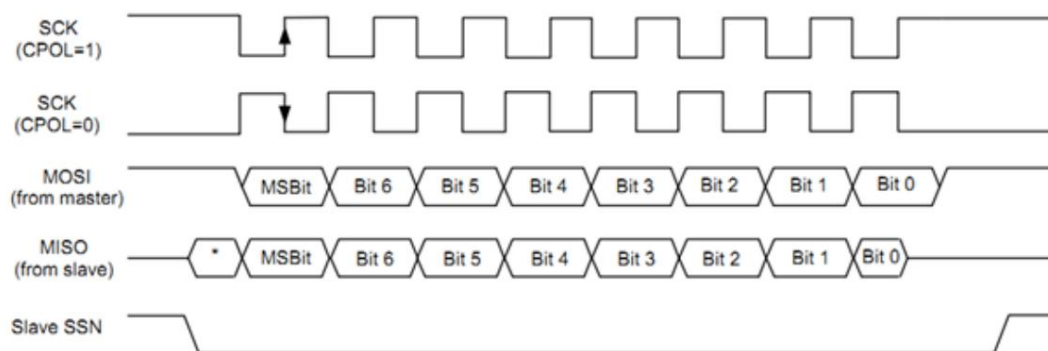 SCK
(CPOL=1)
SCK
(CPOL=0)
MOSI
(from master)
MSBit Bit 6 Bit 5 Bit 4 Bit 3 Bit 2 Bit 1 Bit 0
MISO
(from slave)
* MSBit Bit 6 Bit 5 Bit 4 Bit 3 Bit 2 Bit 1 Bit 0
Slave SSN